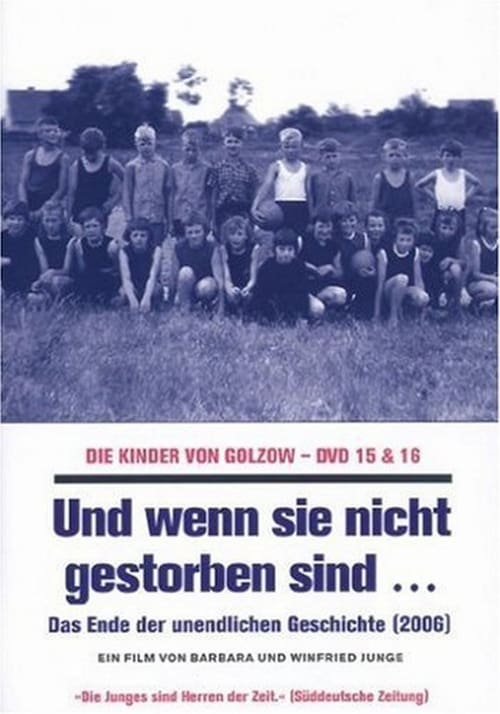 DIE KINDER VON GOLZOW – DVD 15 & 16
Und wenn sie nicht
gestorben sind ...
Das Ende der unendlichen Geschichte (2006)
EIN FILM VON BARBARA UND WINFRIED JUNGE
»Die Junges sind Herren der Zeit.« (Süddeutsche Zeitung)